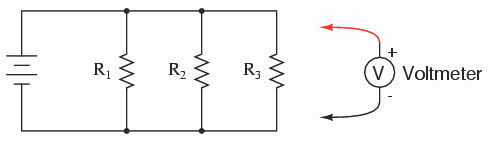 +
R₁ R₂ R₃ V Voltmeter
-